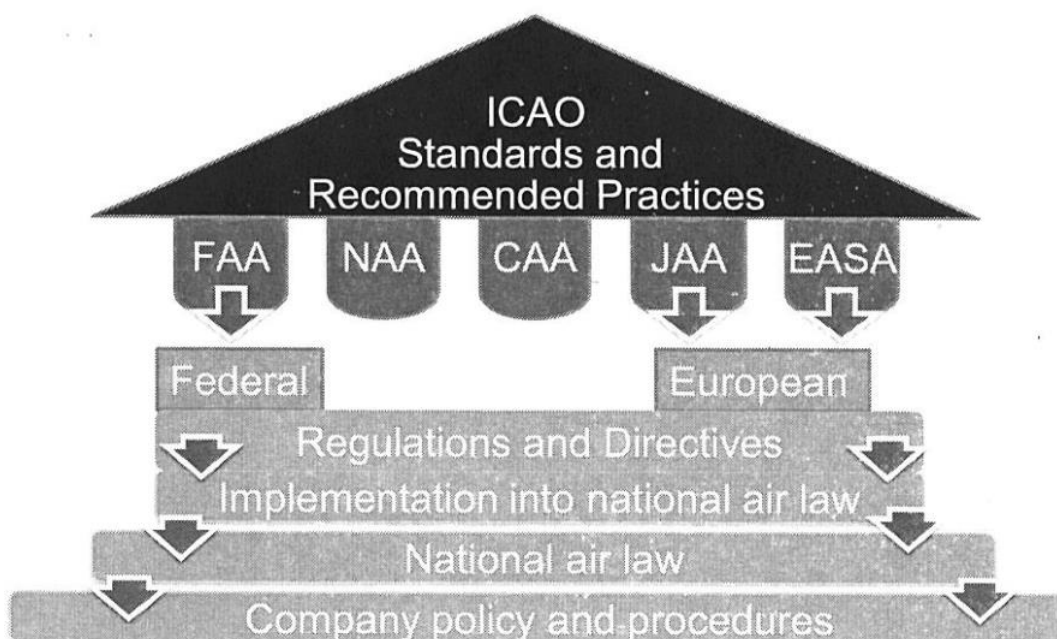 ICAO
Standards and
Recommended Practices
FAA NAA CAA JAA EASA
Federal European
Regulations and Directives
Implementation into national air law
National air law
Company policy and procedures